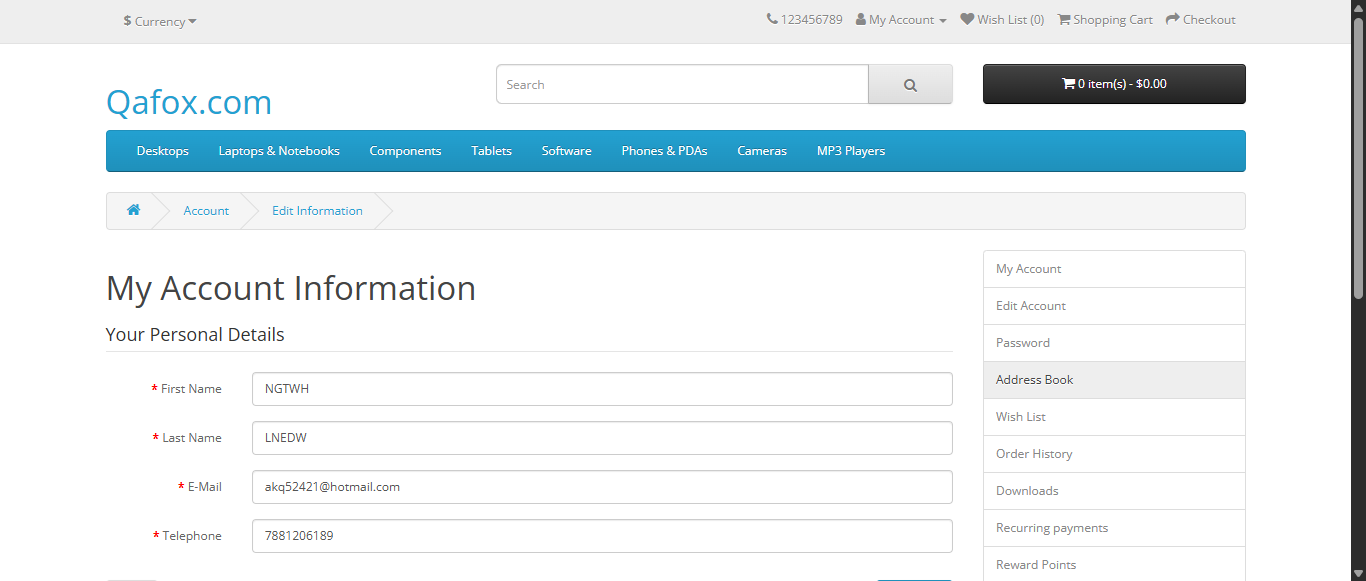 $ Currency
123456789 My Account Wish List (0) Shopping Cart Checkout
Qafox.com
Search
0 item(s) - $0.00
Desktops Laptops & Notebooks Components Tablets Software Phones & PDAs Cameras MP3 Players
Account Edit Information
My Account Information
Your Personal Details
* First Name NGTWH
* Last Name LNEDW
* E-Mail akq52421@hotmail.com
* Telephone 7881206189
My Account
Edit Account
Password
Address Book
Wish List
Order History
Downloads
Recurring payments
Reward Points